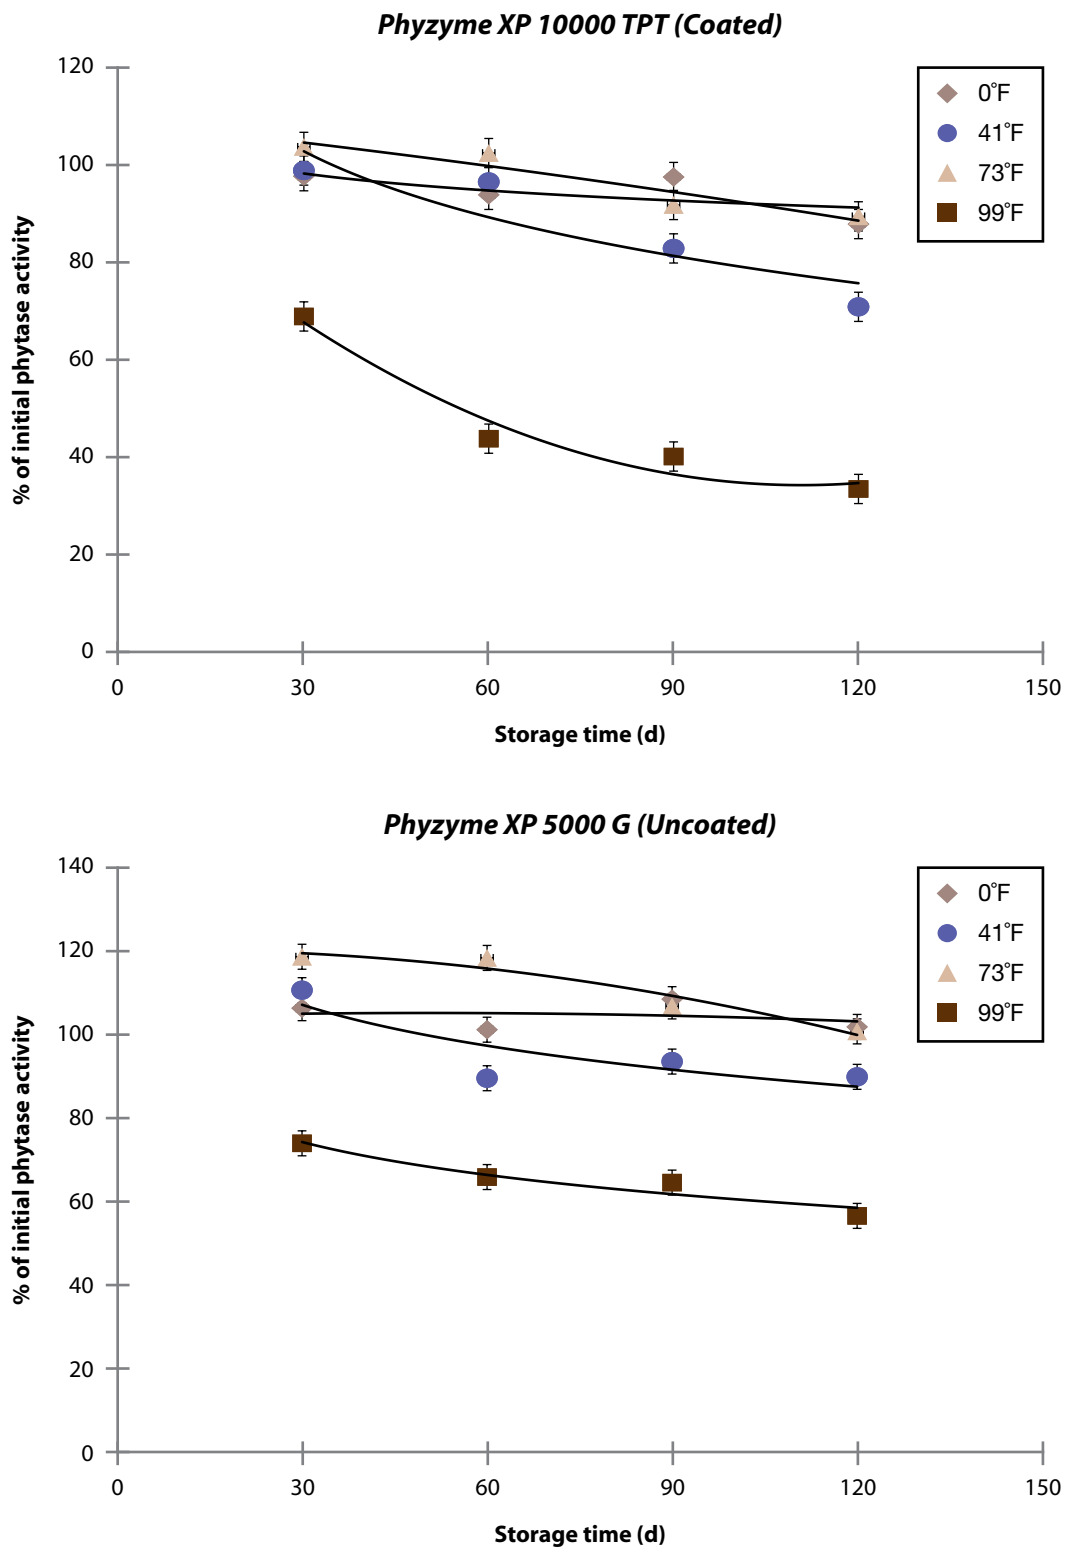 Phyzyme XP 10000 TPT (Coated)
120
100
80
60
40
20
0
% of initial phytase activity
0°F
41°F
73°F
99°F
0 30 60 90 120 150
Storage time (d)
Phyzyme XP 5000 G (Uncoated)
140
120
100
80
60
40
20
0
% of initial phytase activity
0°F
41°F
73°F
99°F
0 30 60 90 120 150
Storage time (d)